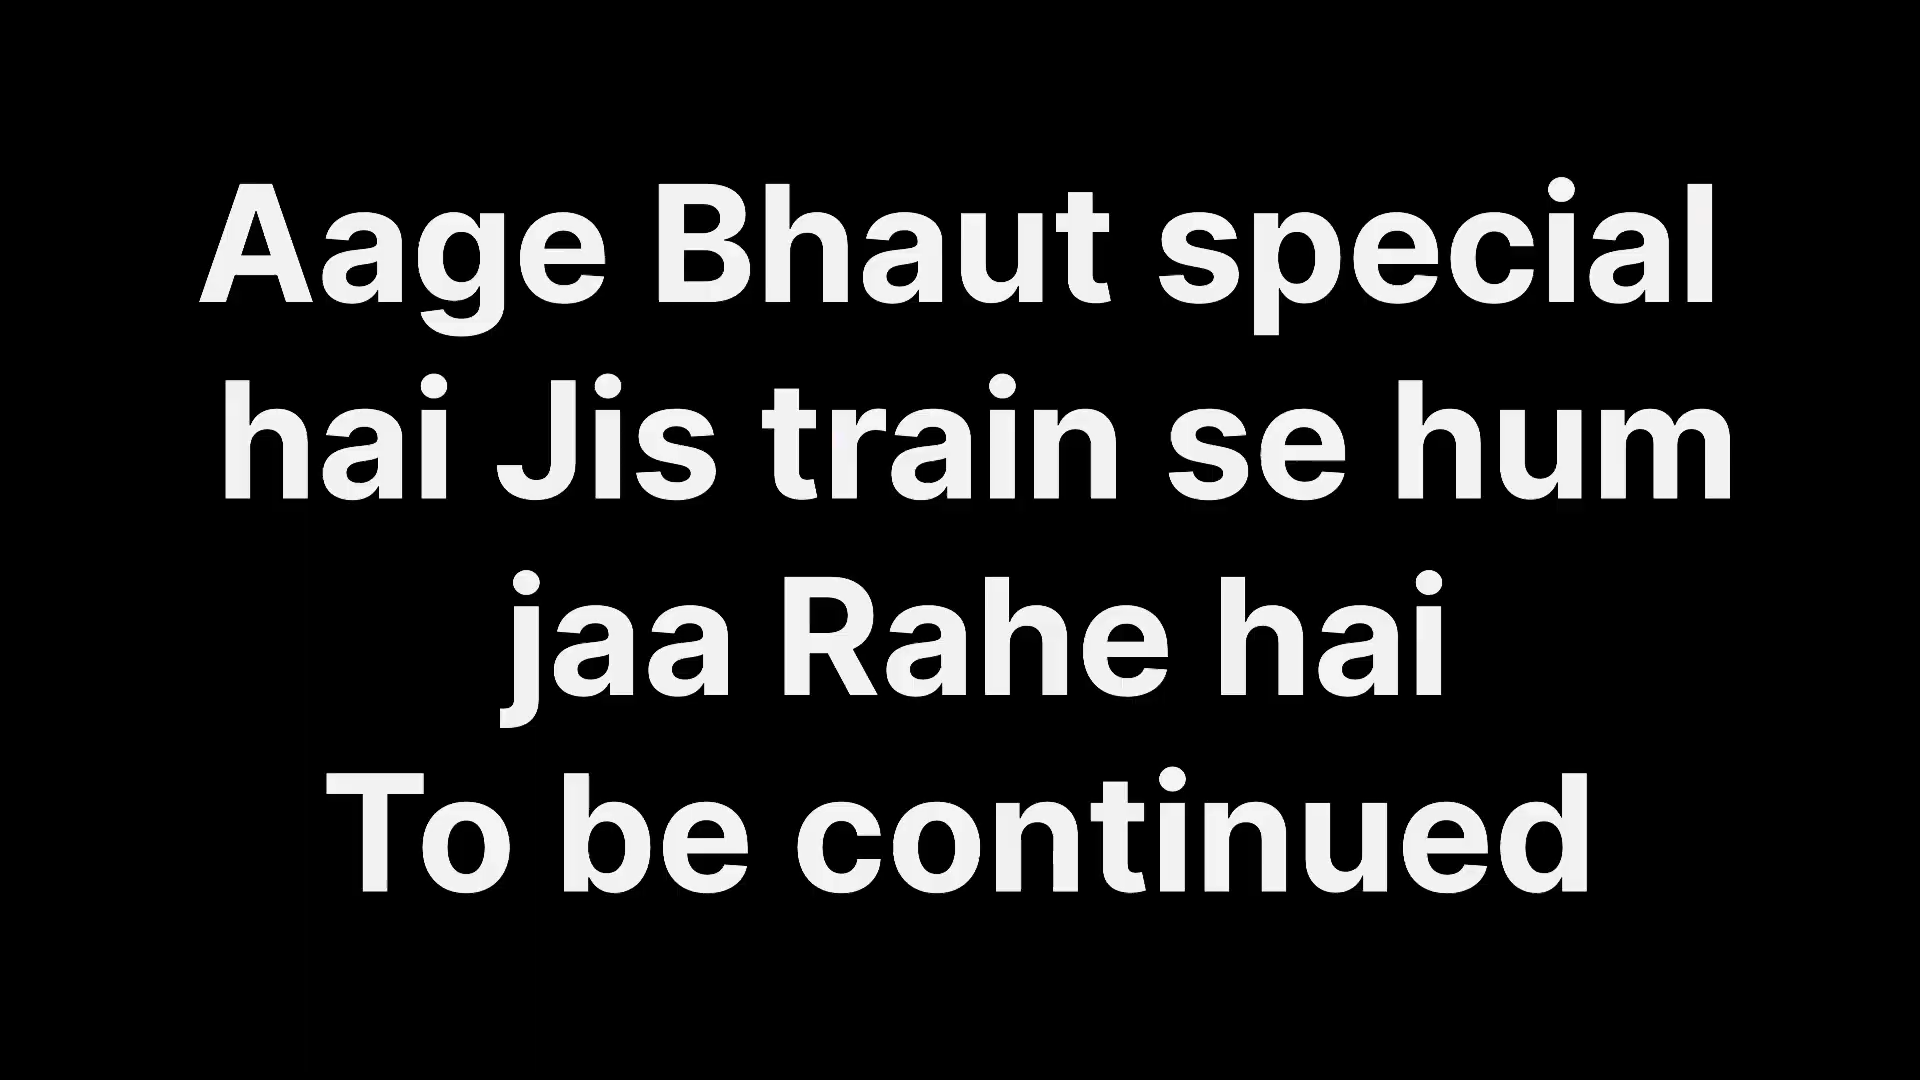 Aage Bhaut special
hai Jis train se hum
jaa Rahe hai
To be continued